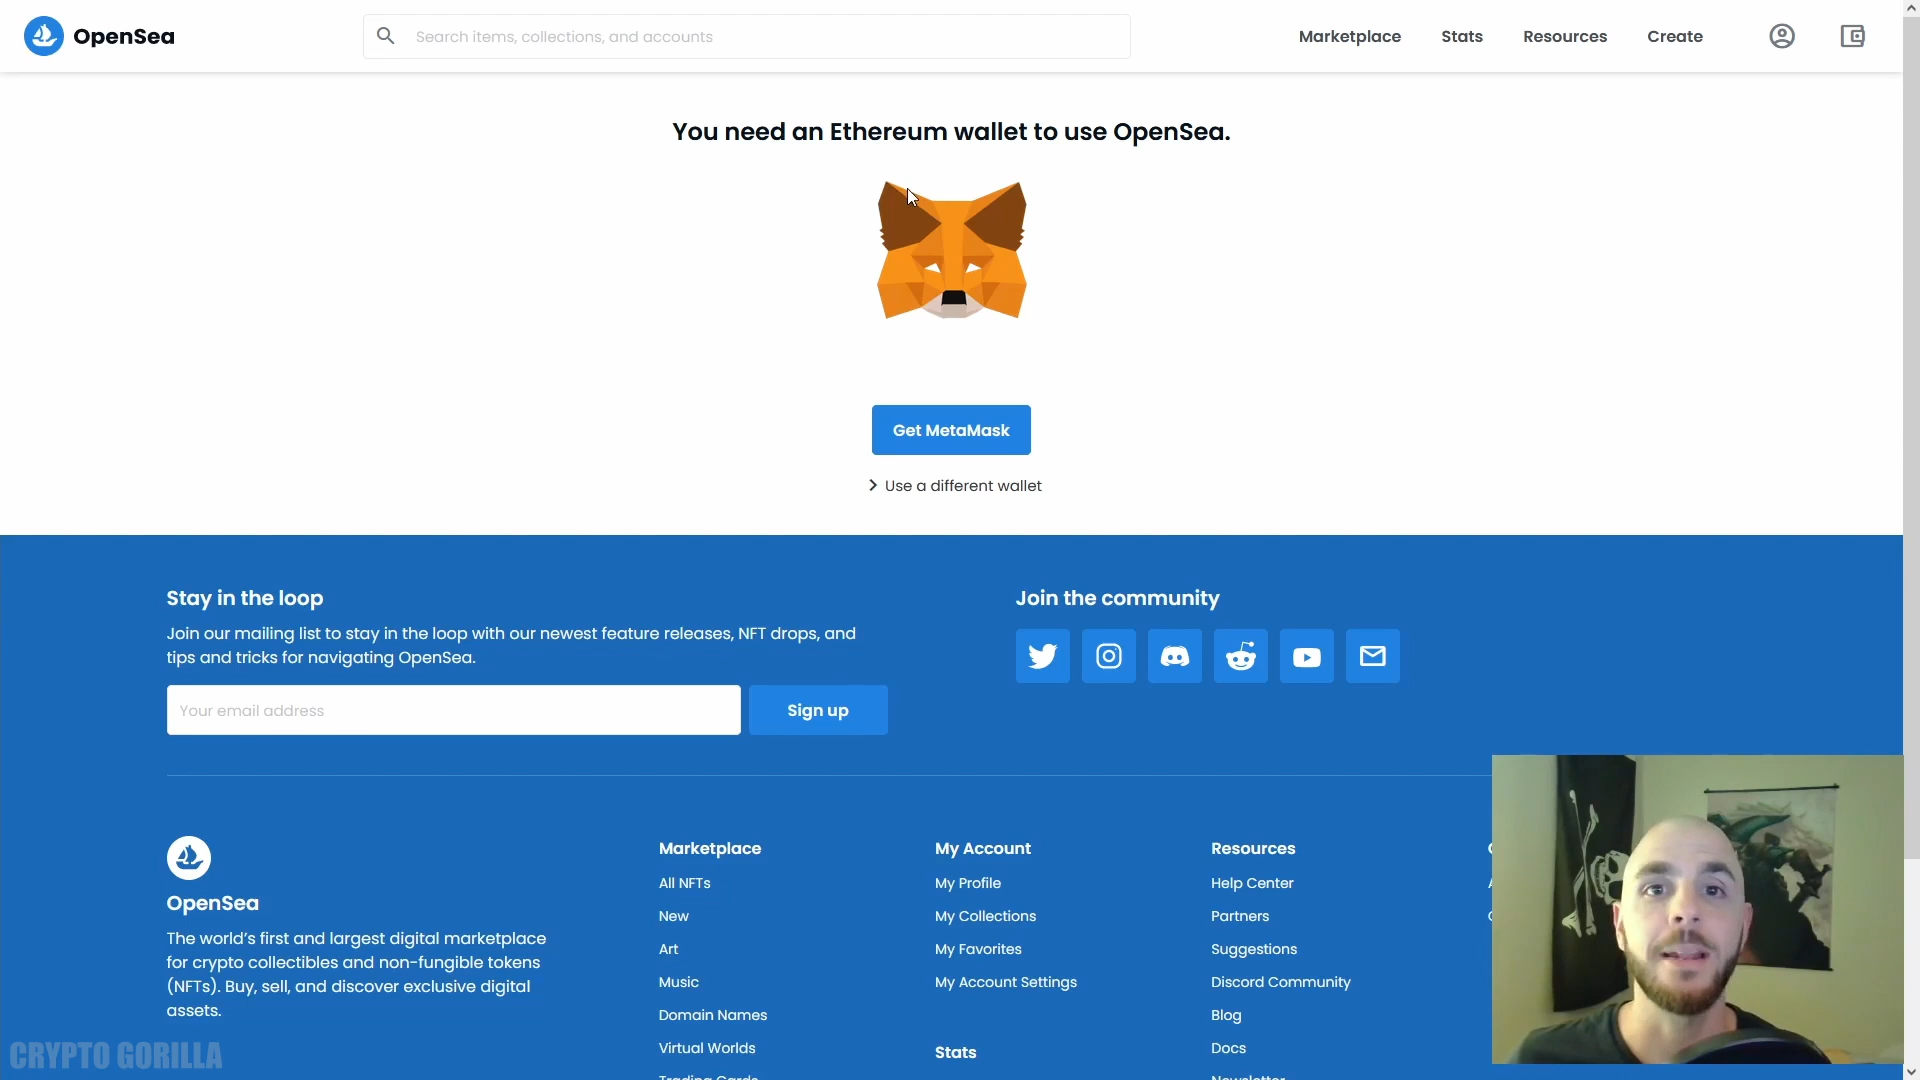 OpenSea
Search items, collections, and accounts
Marketplace
Stats
Resources
Create
You need an Ethereum wallet to use OpenSea.
Get MetaMask
Use a different wallet
Stay in the loop
Join our mailing list to stay in the loop with our newest feature releases, NFT drops, and
tips and tricks for navigating OpenSea.
Your email address
Sign up
Join the community
OpenSea
The world's first and largest digital marketplace
for crypto collectibles and non-fungible tokens
(NFTs). Buy, sell, and discover exclusive digital
assets.
Marketplace
All NFTs
New
Art
Music
Domain Names
Virtual Worlds
Trading Cards
My Account
My Profile
My Collections
My Favorites
My Account Settings
Stats
Resources
Help Center
Partners
Suggestions
Discord Community
Blog
Docs
Newsletter
CRYPTO GORILLA